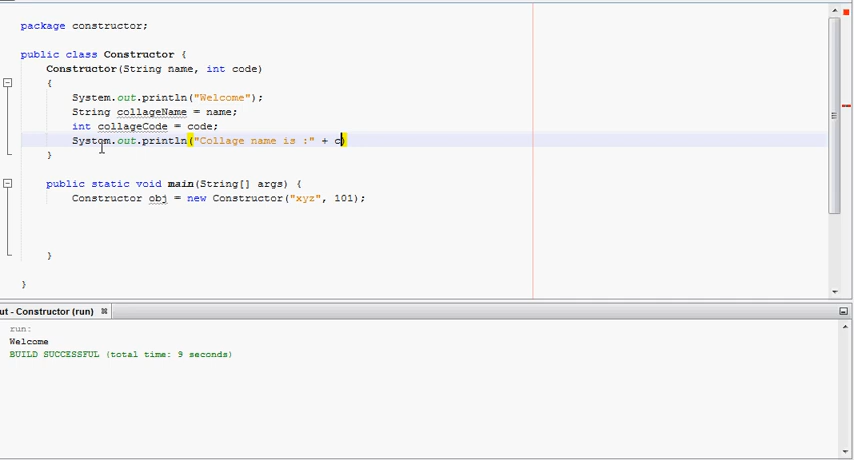 package constructor;
public class Constructor {
Constructor(String name, int code)
{
System.out.println("Welcome");
String collageName = name;
int collageCode = code;
System.out.println("Collage name is :" + c)
}
public static void main(String[] args) {
Constructor obj = new Constructor("xyz", 101);
}
}
ut - Constructor (run)
run:
Welcome
BUILD SUCCESSFUL (total time: 9 seconds)